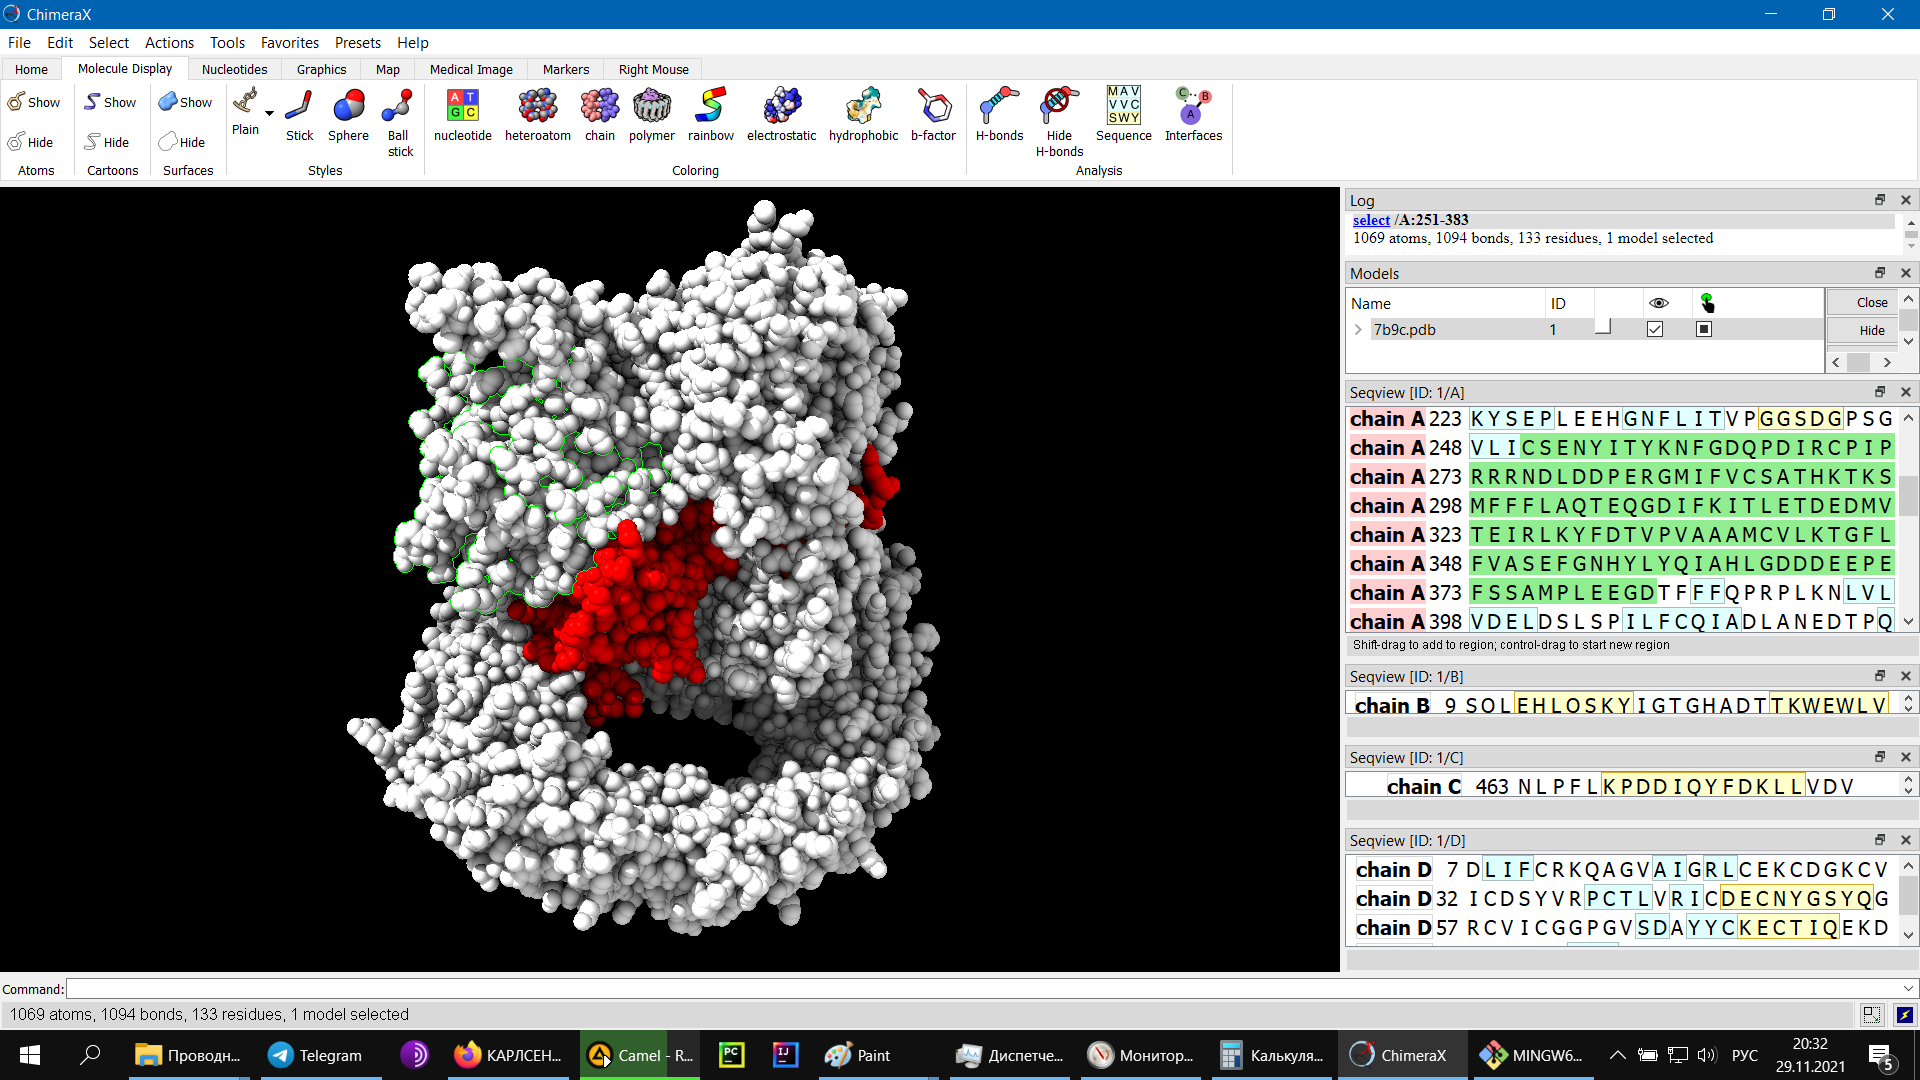 ChimeraX
File Edit Select Actions Tools Favorites Presets Help
Home Molecule Display Nucleotides Graphics Map Medical Image Markers Right Mouse
Show Show Show
Hide Hide Hide
Atoms Cartoons Surfaces
Plain Stick Sphere Ball stick
Styles
nucleotide heteroatom chain polymer rainbow electrostatic hydrophobic b-factor
Coloring
H-bonds Hide H-bonds Sequence Interfaces
Analysis
Log
select /A:251-383
1069 atoms, 1094 bonds, 133 residues, 1 model selected
Models
Name ID
7b9c.pdb 1
Close
Hide
Seqview [ID: 1/A]
chain A 223 KYSEPLEEHGNFLITVPGGSDGPSG
chain A 248 VLICSENYITYKNFGDQPDIRCPIP
chain A 273 RRRNDLDDPERGMIFVCSATHKTKS
chain A 298 MFFFLAQTEQGDIFKITLETDEDMV
chain A 323 TEIRLKYFDTVPVAAAMCVLKTGFL
chain A 348 FVASEFGNHYLYQIAHLGDDDEEPE
chain A 373 FSSAMPLEEGDTFFFQPRPLKNLVL
chain A 398 VDELDSLSPILFCQIADLANEDTPQ
Shift-drag to add to region; control-drag to start new region
Seqview [ID: 1/B]
chain B 9 SQLEHLQSKYIGTGHADTTKWEWLV
Seqview [ID: 1/C]
chain C 463 NLPFLKPDDIQYFDKLLVDV
Seqview [ID: 1/D]
chain D 7 DLIFCRKQAGVAIGRLCEKCDGKCV
chain D 32 ICDSYVRPCTLVRICDECNYGSYQG
chain D 57 RCVICGGPGVSDAYYCKECTIQEKD
Command:
1069 atoms, 1094 bonds, 133 residues, 1 model selected
Проводн... Telegram КАРЛСЕН... Camel - R... Paint Диспетче... Монитор... Калькуля... ChimeraX MINGW6... РУС 20:32
29.11.2021
5